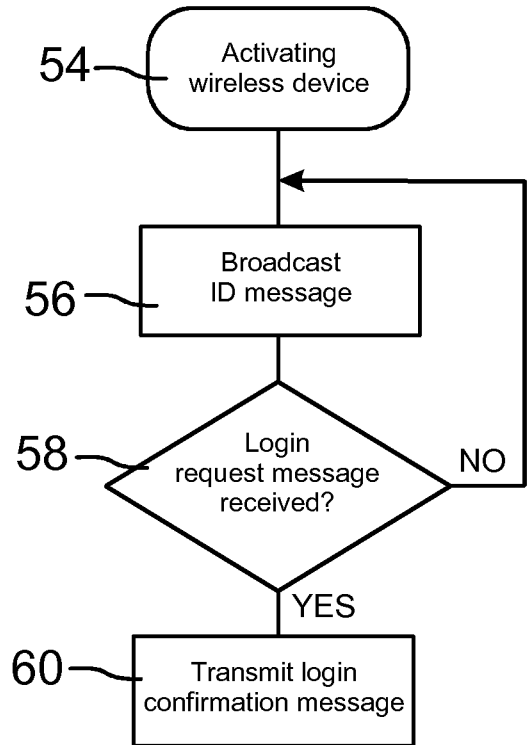 54
Activating
wireless device
56
Broadcast
ID message
58
Login
request message
received?
NO
YES
60
Transmit login
confirmation message